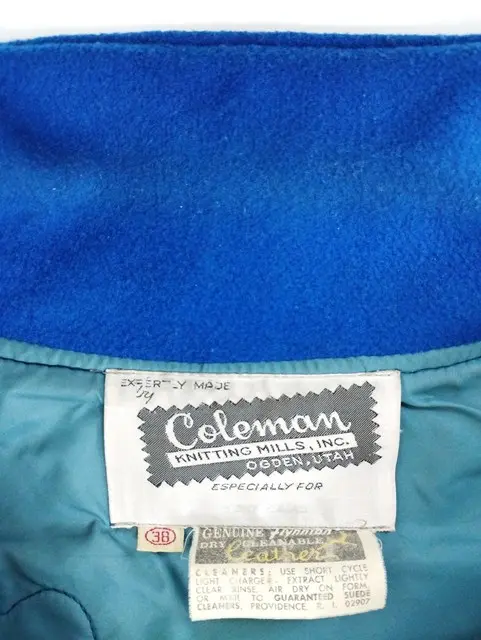 EXPERTLY MADE
By
Coleman
KNITTING MILLS, INC.
OGDEN, UTAH
ESPECIALLY FOR
38
GENUINE
DRY CLEANABLE
Leather
CLEANERS: USE SHORT CYCLE
LIGHT CHARGE. EXTRACT LIGHTLY
CLEAR RINSE. AIR DRY ON FORM,
OR MAIL TO GUARANTEED SUEDE
CLEANERS, PROVIDENCE, R. I. 02907